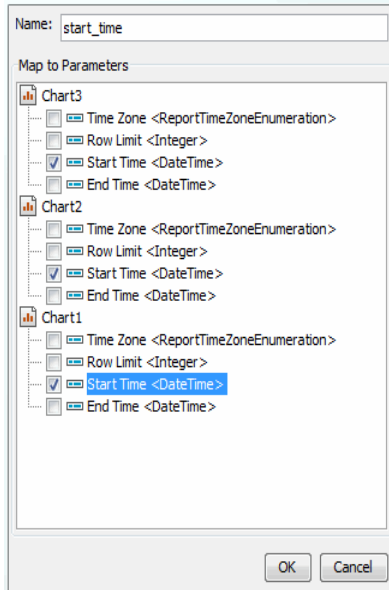 Name: start_time
Map to Parameters
Chart3
Time Zone <ReportTimeZoneEnumeration>
Row Limit <Integer>
Start Time <DateTime>
End Time <DateTime>
Chart2
Time Zone <ReportTimeZoneEnumeration>
Row Limit <Integer>
Start Time <DateTime>
End Time <DateTime>
Chart1
Time Zone <ReportTimeZoneEnumeration>
Row Limit <Integer>
Start Time <DateTime>
End Time <DateTime>
OK Cancel